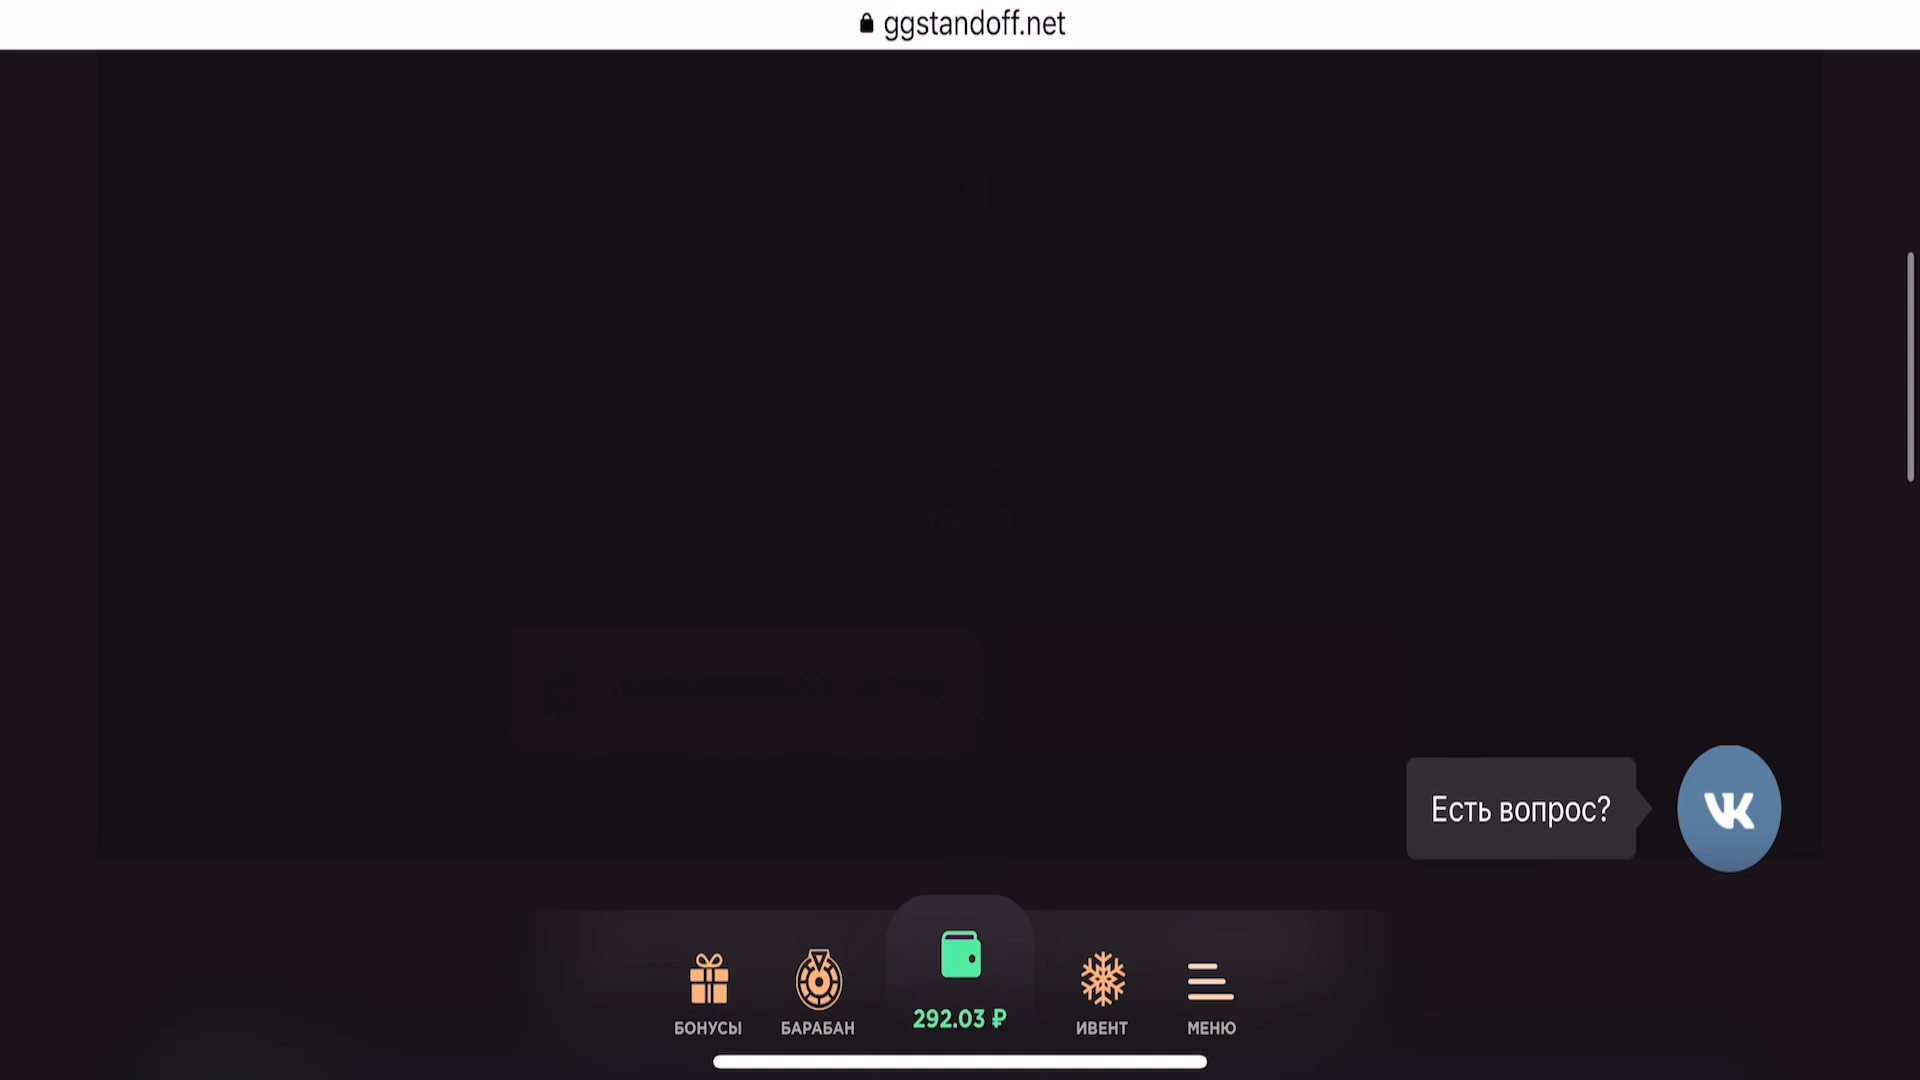 ggstandoff.net
Есть вопрос?
292.03 ₽
БОНУСЫ
БАРАБАН
ИВЕНТ
МЕНЮ